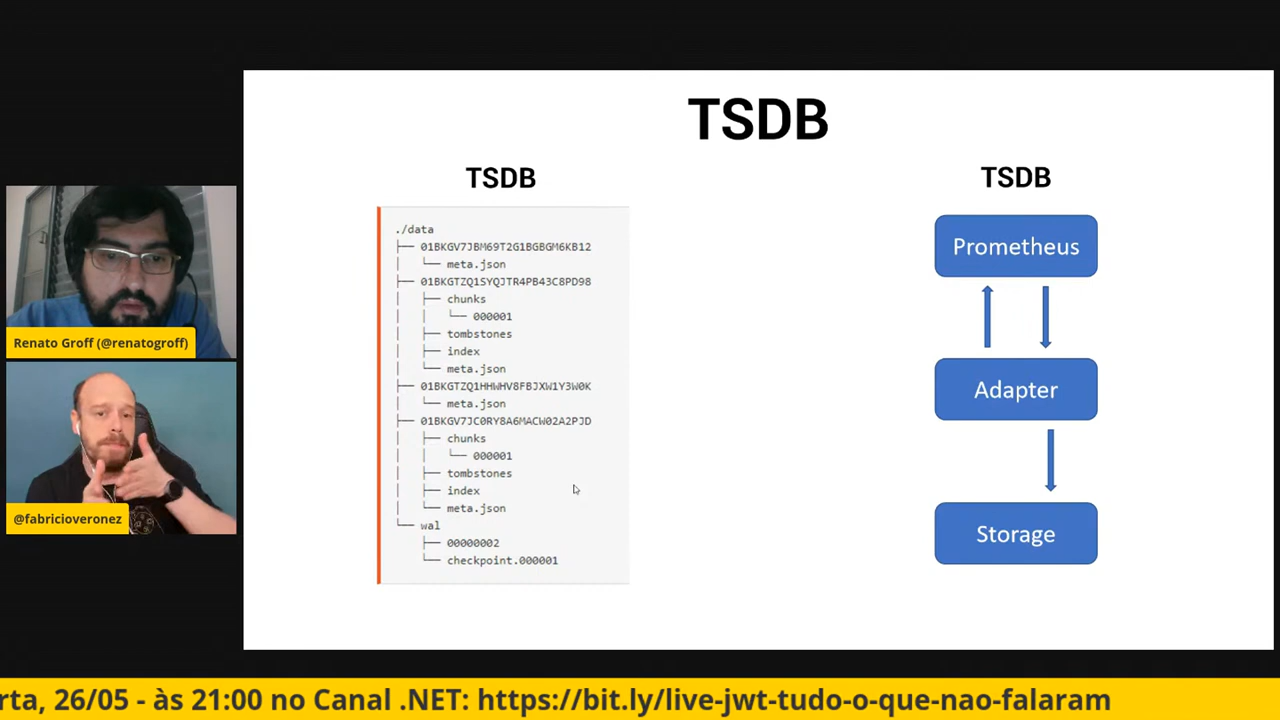 TSDB
TSDB
./data
├── 01BKGV7JBM69T2G1BGBGM6KB12
│ └── meta.json
├── 01BKGTZQ1SYQJTR4PB43C8PD98
│ ├── chunks
│ │ └── 000001
│ ├── tombstones
│ ├── index
│ └── meta.json
├── 01BKGTZQ1HHWHV8FBJXW1Y3W0K
│ └── meta.json
├── 01BKGV7JC0RY8A6MACW02A2PJD
│ ├── chunks
│ │ └── 000001
│ ├── tombstones
│ ├── index
│ └── meta.json
└── wal
├── 00000002
└── checkpoint.000001
TSDB
Prometheus
Adapter
Storage
Renato Groff (@renatogroff)
@fabricioveronez
rta, 26/05 - às 21:00 no Canal .NET: https://bit.ly/live-jwt-tudo-o-que-nao-falaram